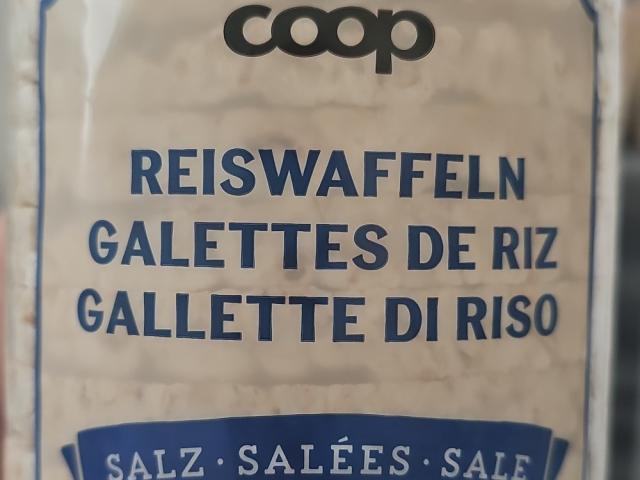 coop
REISWAFFELN
GALETTES DE RIZ
GALLETTE DI RISO
SALZ · SALÉES · SALE